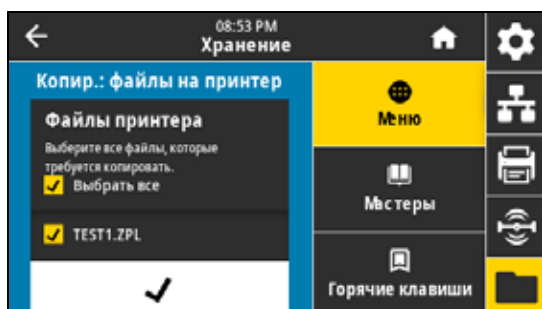 08:53 PM
Хранение
Копир.: файлы на принтер
Файлы принтера
Выберите все файлы, которые
требуется копировать.
Выбрать все
TEST1.ZPL
Меню
Мастеры
Горячие клавиши